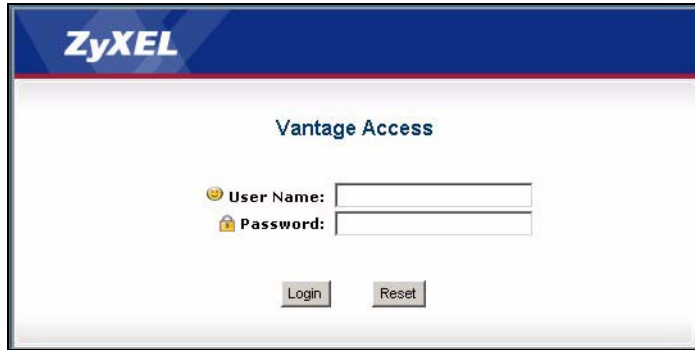 ZyXEL
Vantage Access
User Name:
Password:
Login Reset